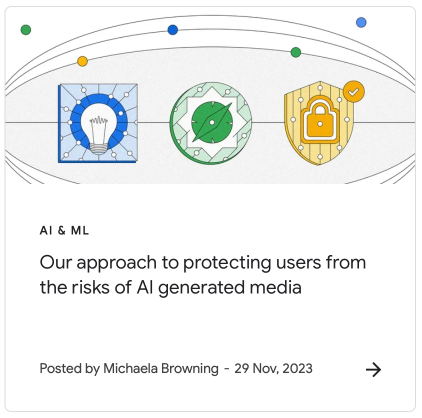 AI & ML
Our approach to protecting users from
the risks of AI generated media
Posted by Michaela Browning - 29 Nov, 2023